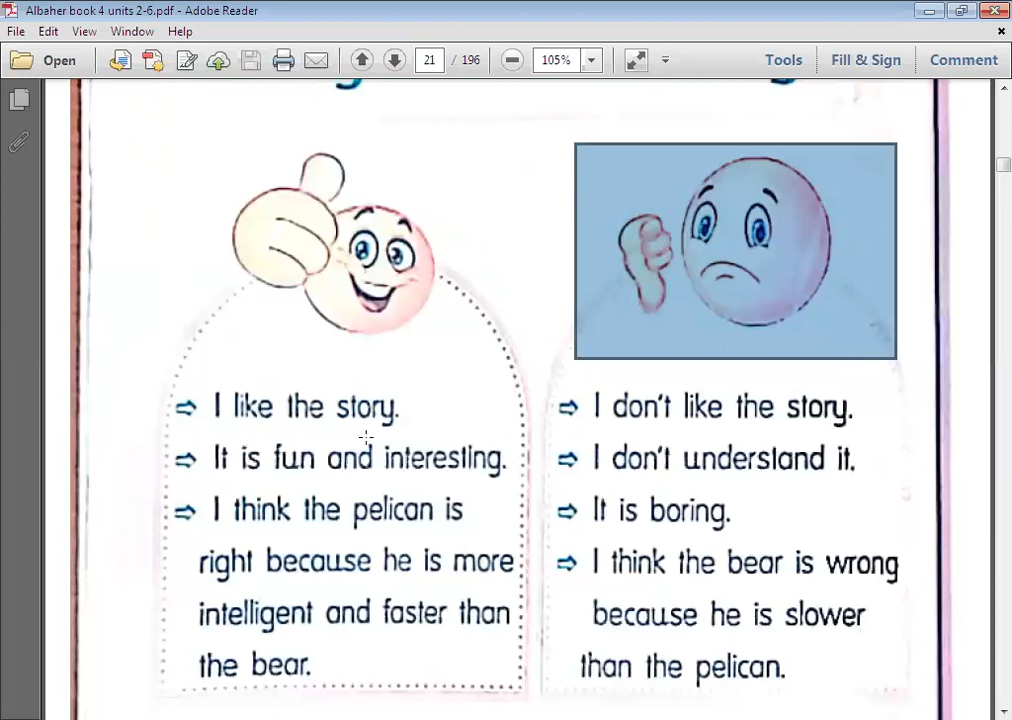 Albaher book 4 units 2-6.pdf - Adobe Reader
File Edit View Window Help
Open 21 / 196 105% Tools Fill & Sign Comment
I like the story.
It is fun and interesting.
I think the pelican is
right because he is more
intelligent and faster than
the bear.
I don't like the story.
I don't understand it.
It is boring.
I think the bear is wrong
because he is slower
than the pelican.